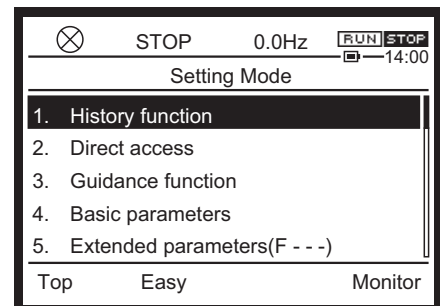 STOP 0.0Hz RUN STOP
14:00
Setting Mode
1. History function
2. Direct access
3. Guidance function
4. Basic parameters
5. Extended parameters(F - - -)
Top Easy Monitor